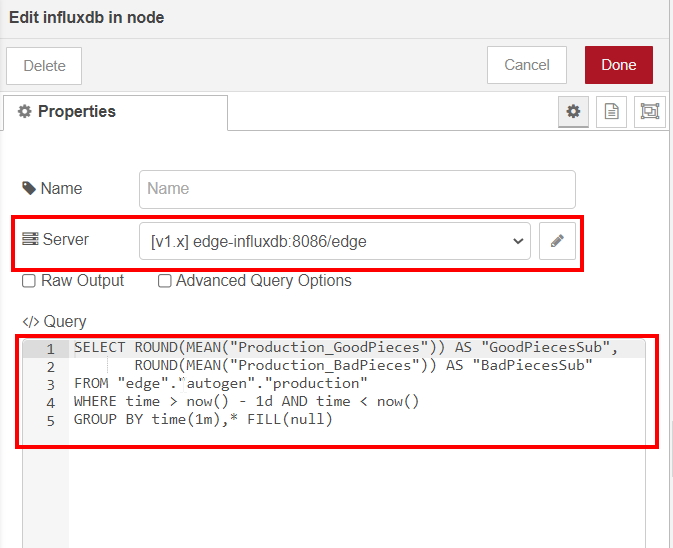 Edit influxdb in node
Delete
Cancel
Done
Properties
Name
Name
Server
[v1.x] edge-influxdb:8086/edge
Raw Output
Advanced Query Options
</> Query
1 SELECT ROUND(MEAN("Production_GoodPieces")) AS "GoodPiecesSub",
2 ROUND(MEAN("Production_BadPieces")) AS "BadPiecesSub"
3 FROM "edge"."autogen"."production"
4 WHERE time > now() - 1d AND time < now()
5 GROUP BY time(1m),* FILL(null)